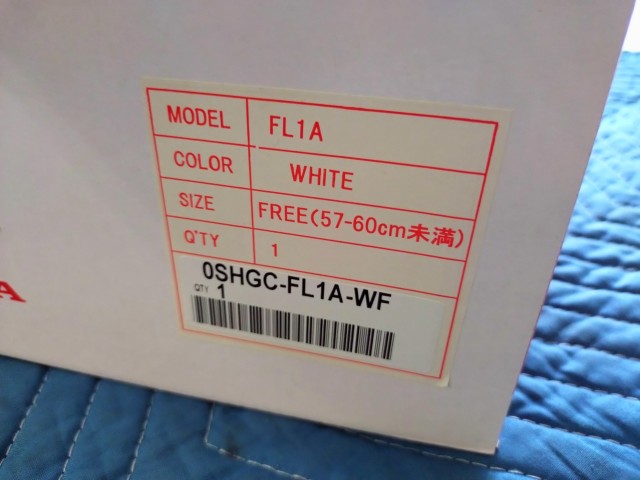 MODEL FL1A
COLOR WHITE
SIZE FREE(57-60cm未満)
Q'TY 1
0SHGC-FL1A-WF
QTY 1
A